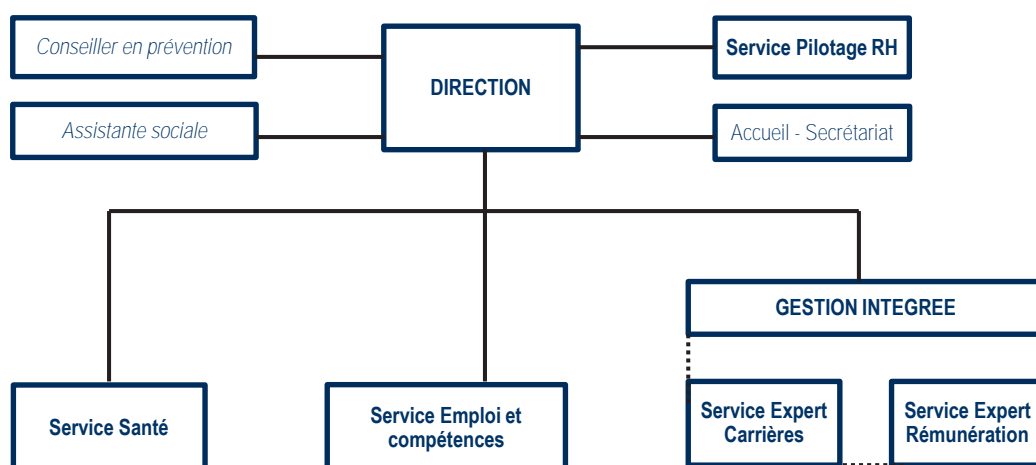 Conseiller en prévention
DIRECTION
Service Pilotage RH
Assistante sociale
Accueil - Secrétariat
GESTION INTEGREE
Service Santé
Service Emploi et
compétences
Service Expert
Carrières
Service Expert
Rémunération